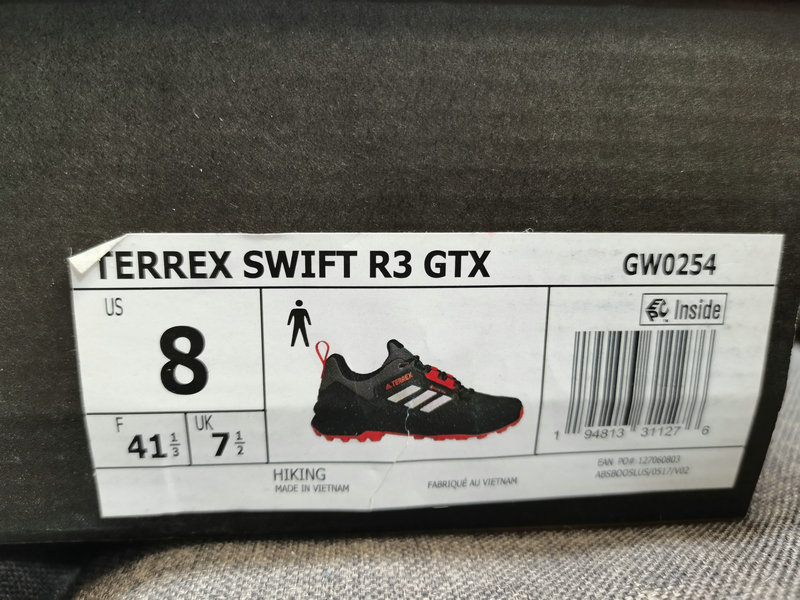 TERREX SWIFT R3 GTX
GW0254
US
8
EPC™ Inside
F
41 1/3
UK
7 1/2
TERREX
1 94813 31127 6
HIKING
MADE IN VIETNAM
FABRIQUÉ AU VIETNAM
EAN PO#:127060803
ABSBOOSLUS/0517/V02